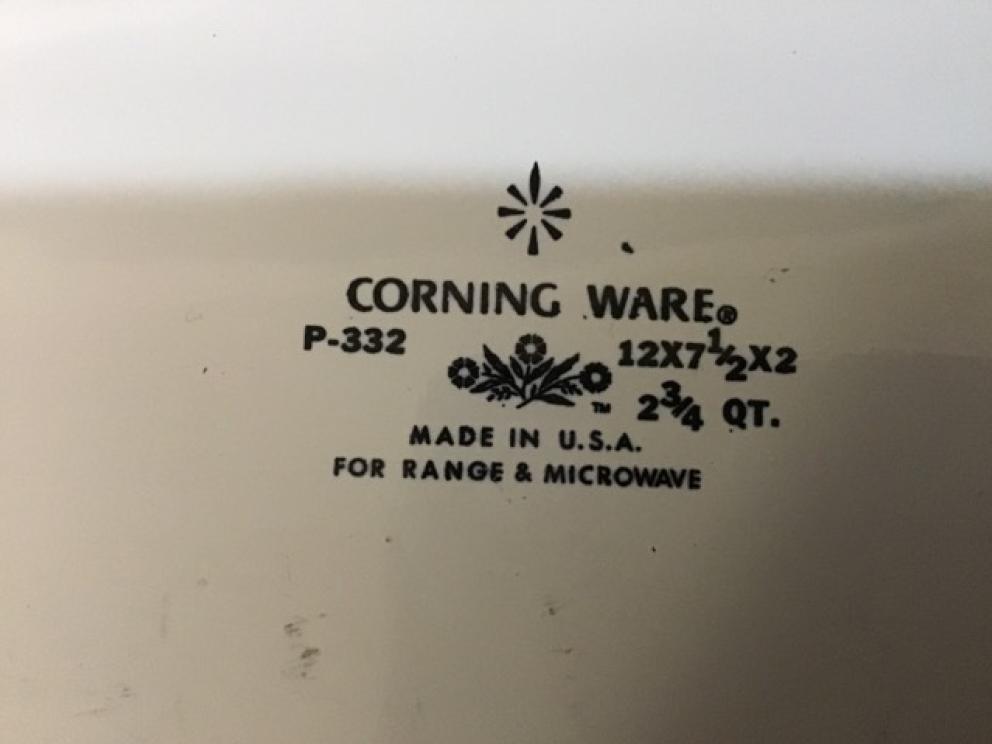 CORNING WARE®
P-332 12X7½X2
™ 2¾ QT.
MADE IN U.S.A.
FOR RANGE & MICROWAVE